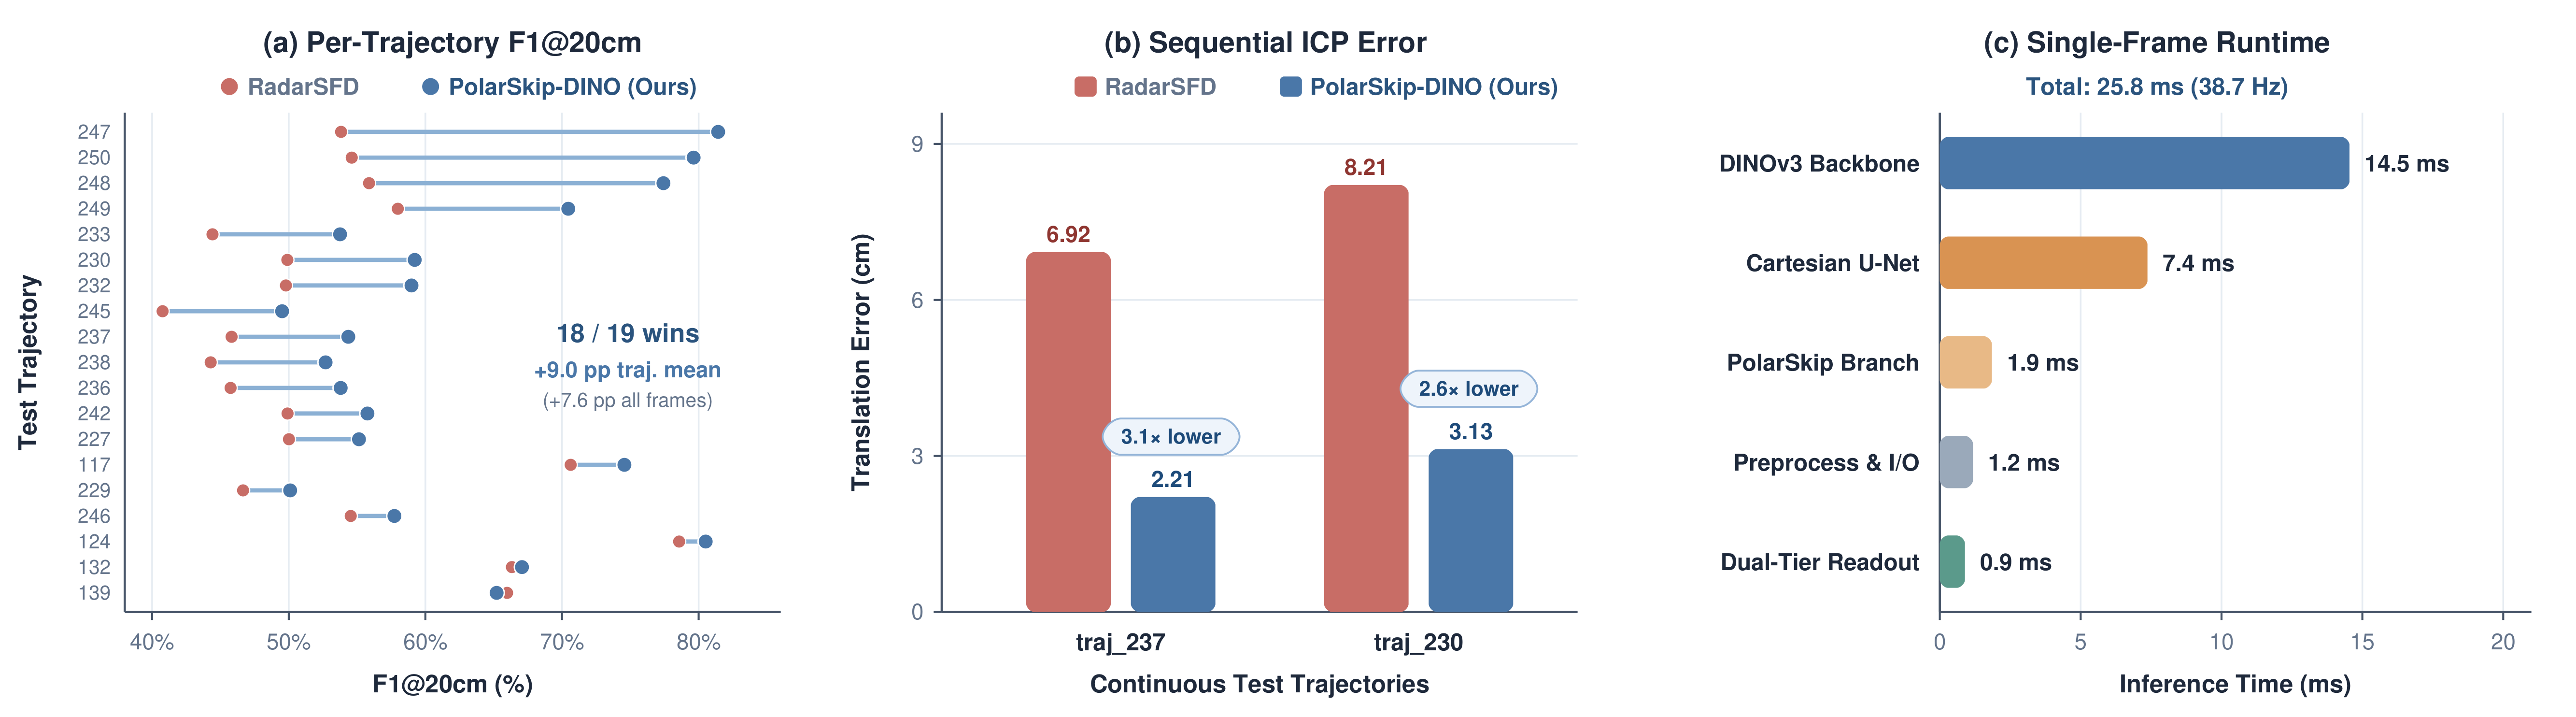 (a) Per-Trajectory F1@20cm
RadarSFD
PolarSkip-DINO (Ours)
247
250
248
249
233
230
232
245
237
238
236
242
227
117
229
246
124
132
139
Test Trajectory
18 / 19 wins
+9.0 pp traj. mean
(+7.6 pp all frames)
40%
50%
60%
70%
80%
F1@20cm (%)
(b) Sequential ICP Error
RadarSFD
PolarSkip-DINO (Ours)
Translation Error (cm)
9
6
3
0
6.92
3.1× lower
2.21
8.21
2.6× lower
3.13
traj_237
traj_230
Continuous Test Trajectories
(c) Single-Frame Runtime
Total: 25.8 ms (38.7 Hz)
DINOv3 Backbone
14.5 ms
Cartesian U-Net
7.4 ms
PolarSkip Branch
1.9 ms
Preprocess & I/O
1.2 ms
Dual-Tier Readout
0.9 ms
0
5
10
15
20
Inference Time (ms)